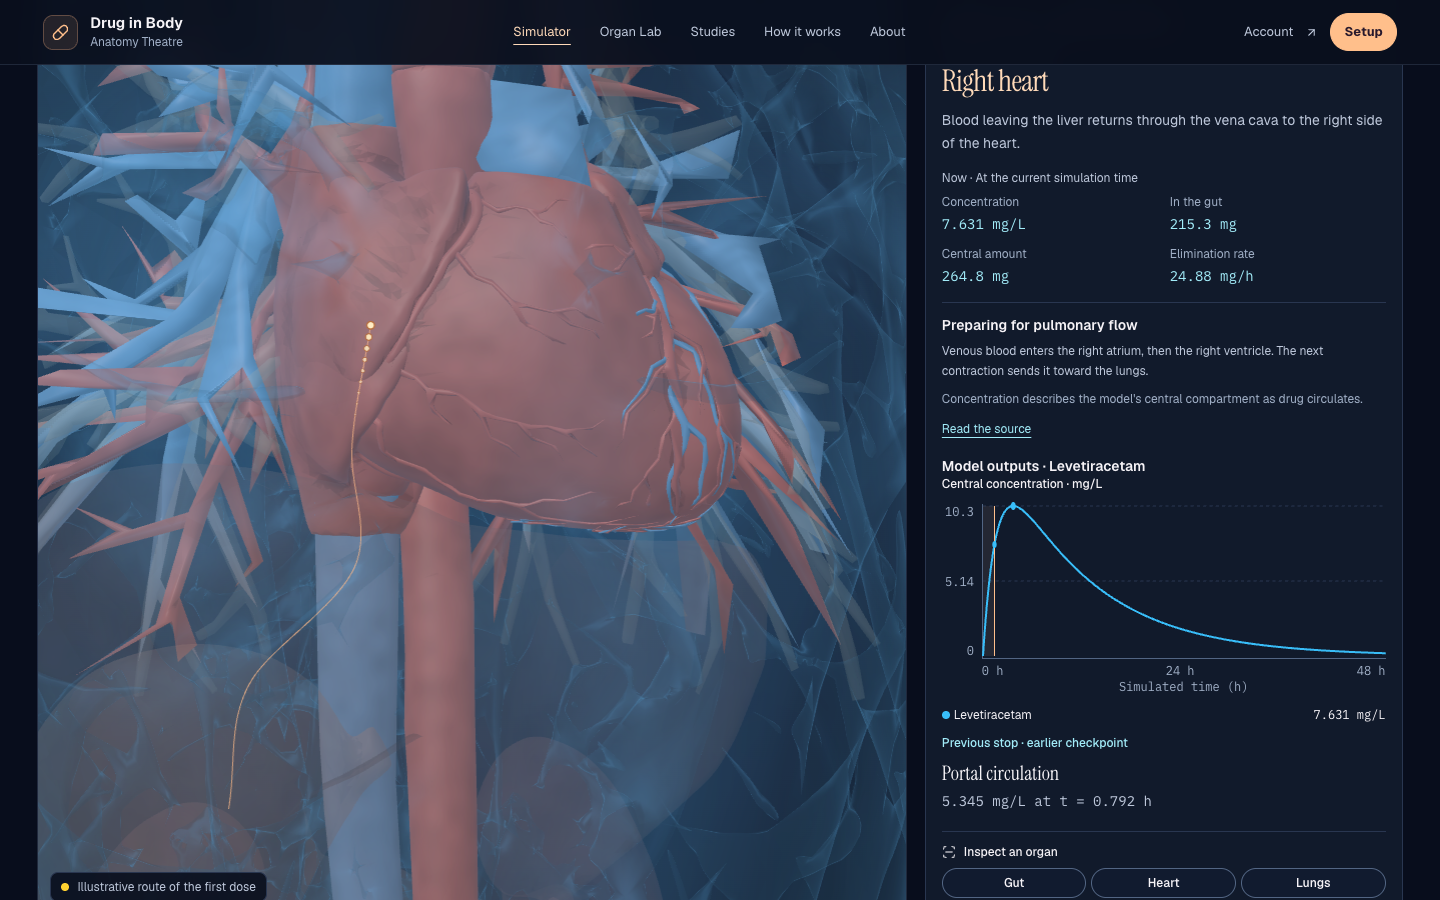 Drug in Body
Anatomy Theatre
Simulator
Organ Lab
Studies
How it works
About
Account
Setup
Right heart
Blood leaving the liver returns through the vena cava to the right side
of the heart.
Now · At the current simulation time
Concentration
7.631 mg/L
In the gut
215.3 mg
Central amount
264.8 mg
Elimination rate
24.88 mg/h
Preparing for pulmonary flow
Venous blood enters the right atrium, then the right ventricle. The next
contraction sends it toward the lungs.
Concentration describes the model's central compartment as drug circulates.
Read the source
Model outputs · Levetiracetam
Central concentration · mg/L
10.3
5.14
0
0 h
24 h
48 h
Simulated time (h)
Levetiracetam
7.631 mg/L
Previous stop · earlier checkpoint
Portal circulation
5.345 mg/L at t = 0.792 h
Inspect an organ
Gut
Heart
Lungs
Illustrative route of the first dose